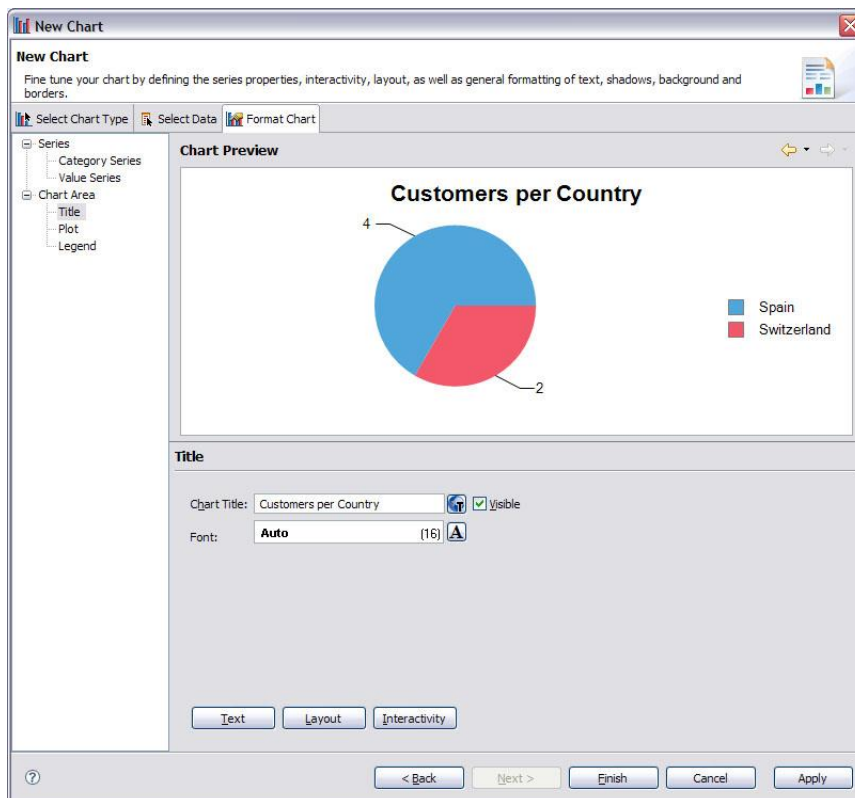 New Chart
New Chart
Fine tune your chart by defining the series properties, interactivity, layout, as well as general formatting of text, shadows, background and
borders.
Select Chart Type
Select Data
Format Chart
Series
Category Series
Value Series
Chart Area
Title
Plot
Legend
Chart Preview
Customers per Country
4
2
Spain
Switzerland
Title
Chart Title: Customers per Country
Visible
Font: Auto (16) A
Text
Layout
Interactivity
?
< Back
Next >
Finish
Cancel
Apply